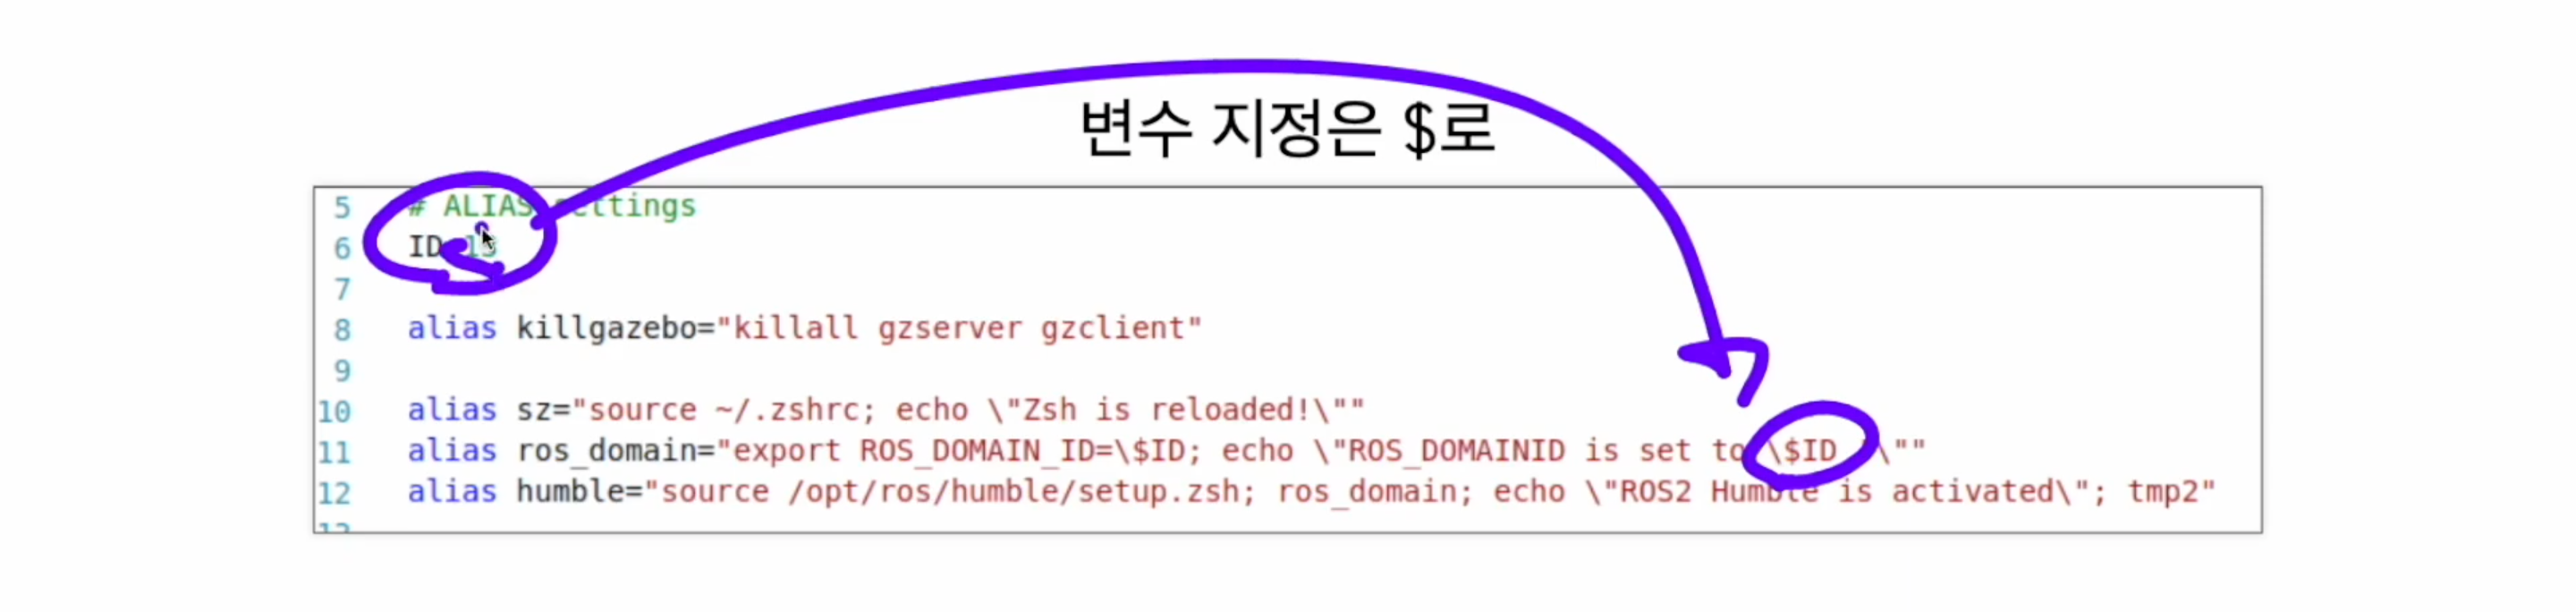 변수 지정은 $로
5 # ALIAS settings
6 ID=13
7
8 alias killgazebo="killall gzserver gzclient"
9
10 alias sz="source ~/.zshrc; echo \"Zsh is reloaded!\""
11 alias ros_domain="export ROS_DOMAIN_ID=\$ID; echo \"ROS_DOMAINID is set to \$ID !\""
12 alias humble="source /opt/ros/humble/setup.zsh; ros_domain; echo \"ROS2 Humble is activated\"; tmp2"
13